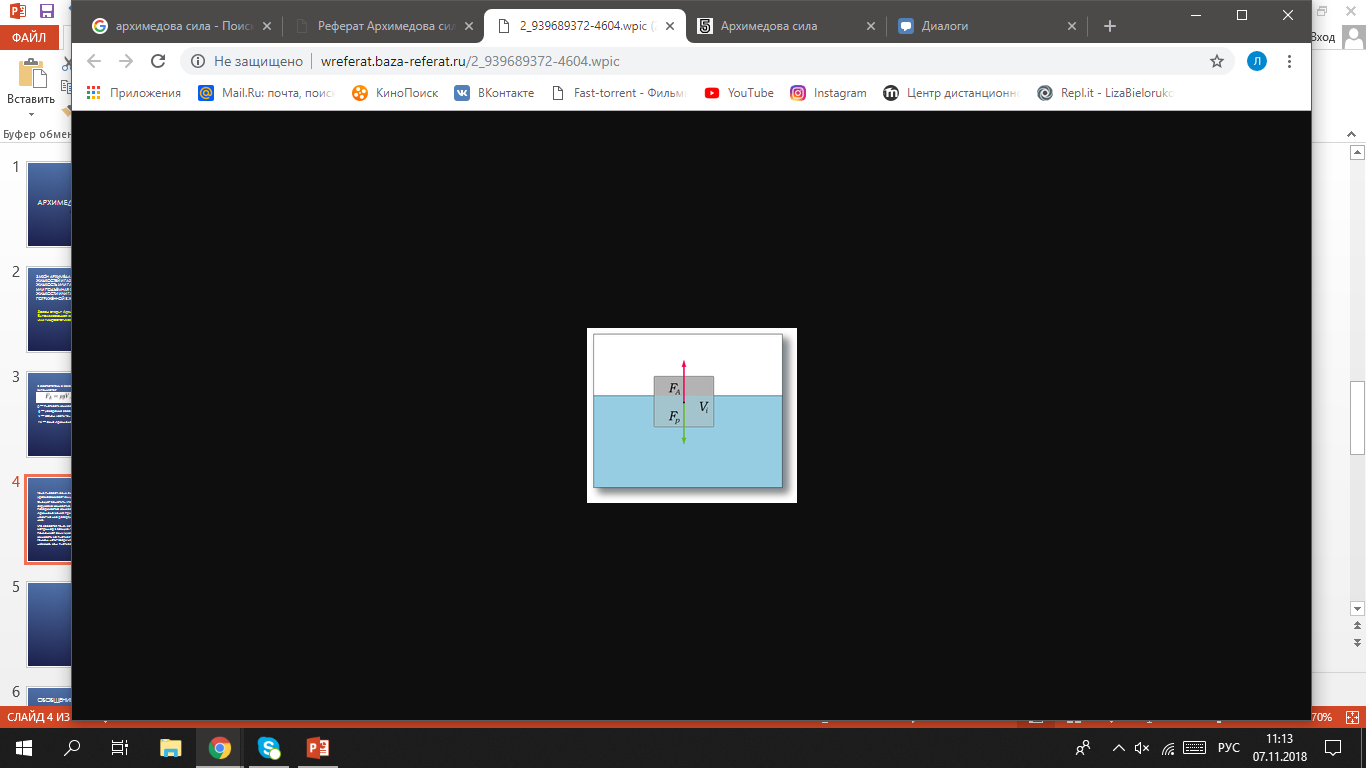 архимедова сила - Поис
Реферат Архимедова сил
2_939689372-4604.wpic (
Архимедова сила
Диалоги
Вход
ФАЙЛ
Не защищено
wreferat.baza-referat.ru/2_939689372-4604.wpic
Л
Вставить
Приложения
Mail.Ru: почта, поис
КиноПоиск
ВКонтакте
Fast-torrent - Фильм
YouTube
Instagram
Центр дистанционн
Repl.it - LizaBieloruko
Буфер обмен
1
АРХИМЕД
2
3
4
5
6
ОБОБЩЕНИ
F_A
V_i
F_p
СЛАЙД 4 ИЗ
70%
РУС
11:13
07.11.2018